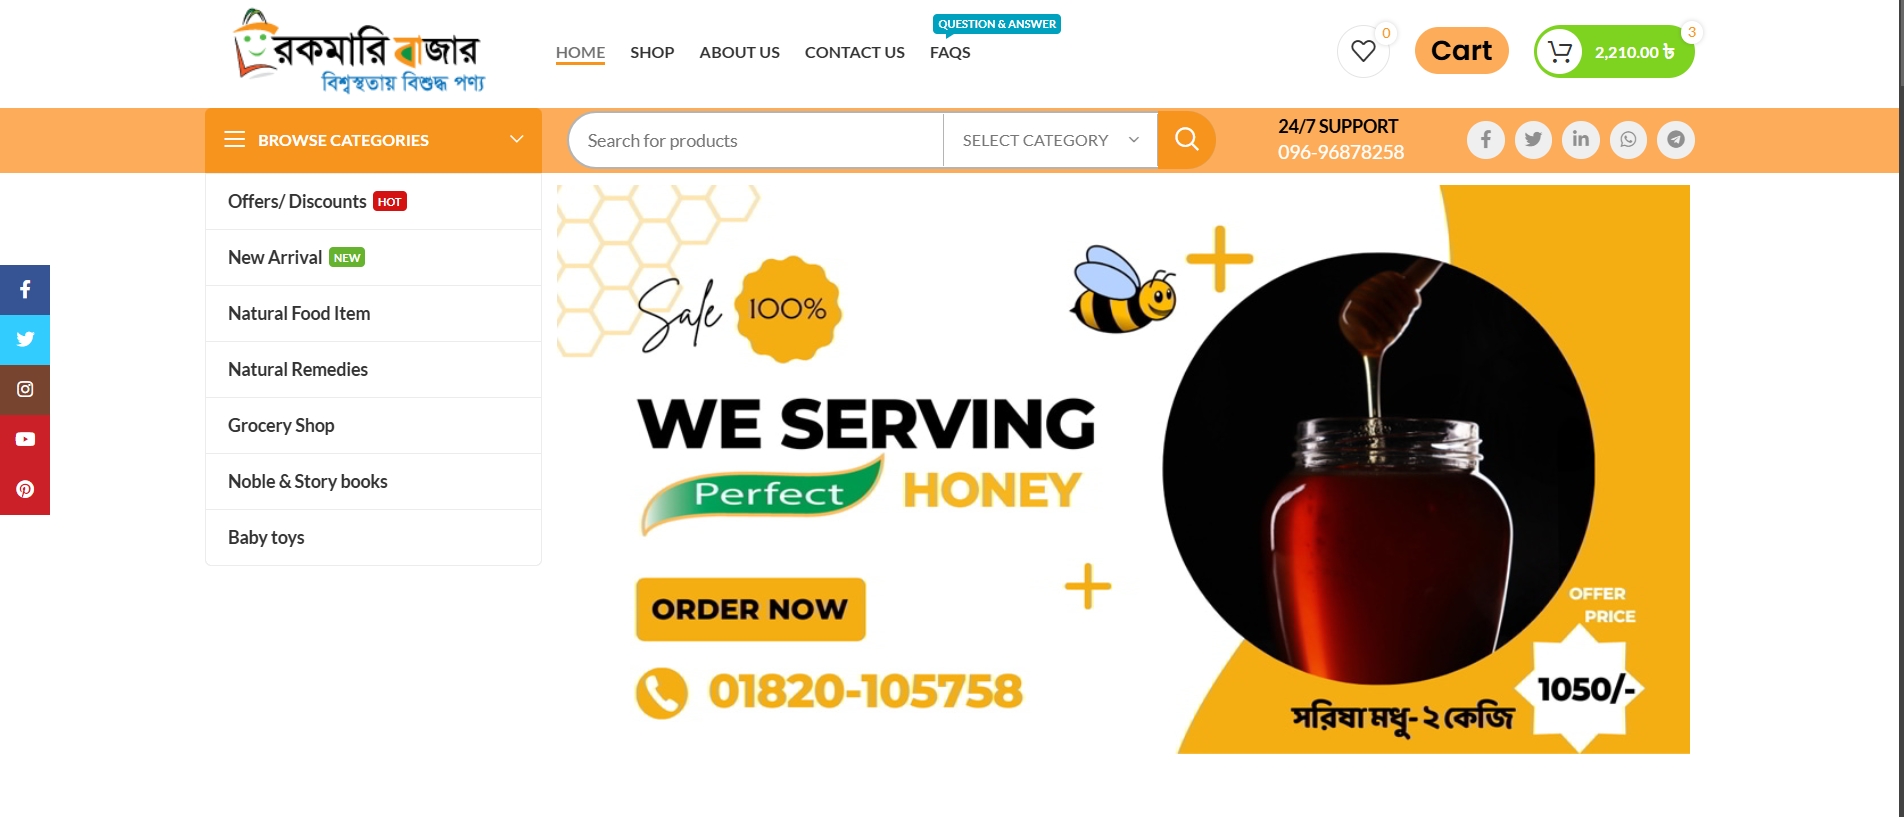 রকমারি বাজার
বিশ্বস্ততায় বিশুদ্ধ পণ্য
HOME
SHOP
ABOUT US
CONTACT US
QUESTION & ANSWER
FAQS
0
Cart
2,210.00 ৳
3
BROWSE CATEGORIES
Search for products
SELECT CATEGORY
24/7 SUPPORT
096-96878258
Offers/ Discounts HOT
New Arrival NEW
Natural Food Item
Natural Remedies
Grocery Shop
Noble & Story books
Baby toys
Sale 100%
WE SERVING
Perfect HONEY
ORDER NOW
01820-105758
OFFER
PRICE
1050/-
সরিষা মধু- ২ কেজি